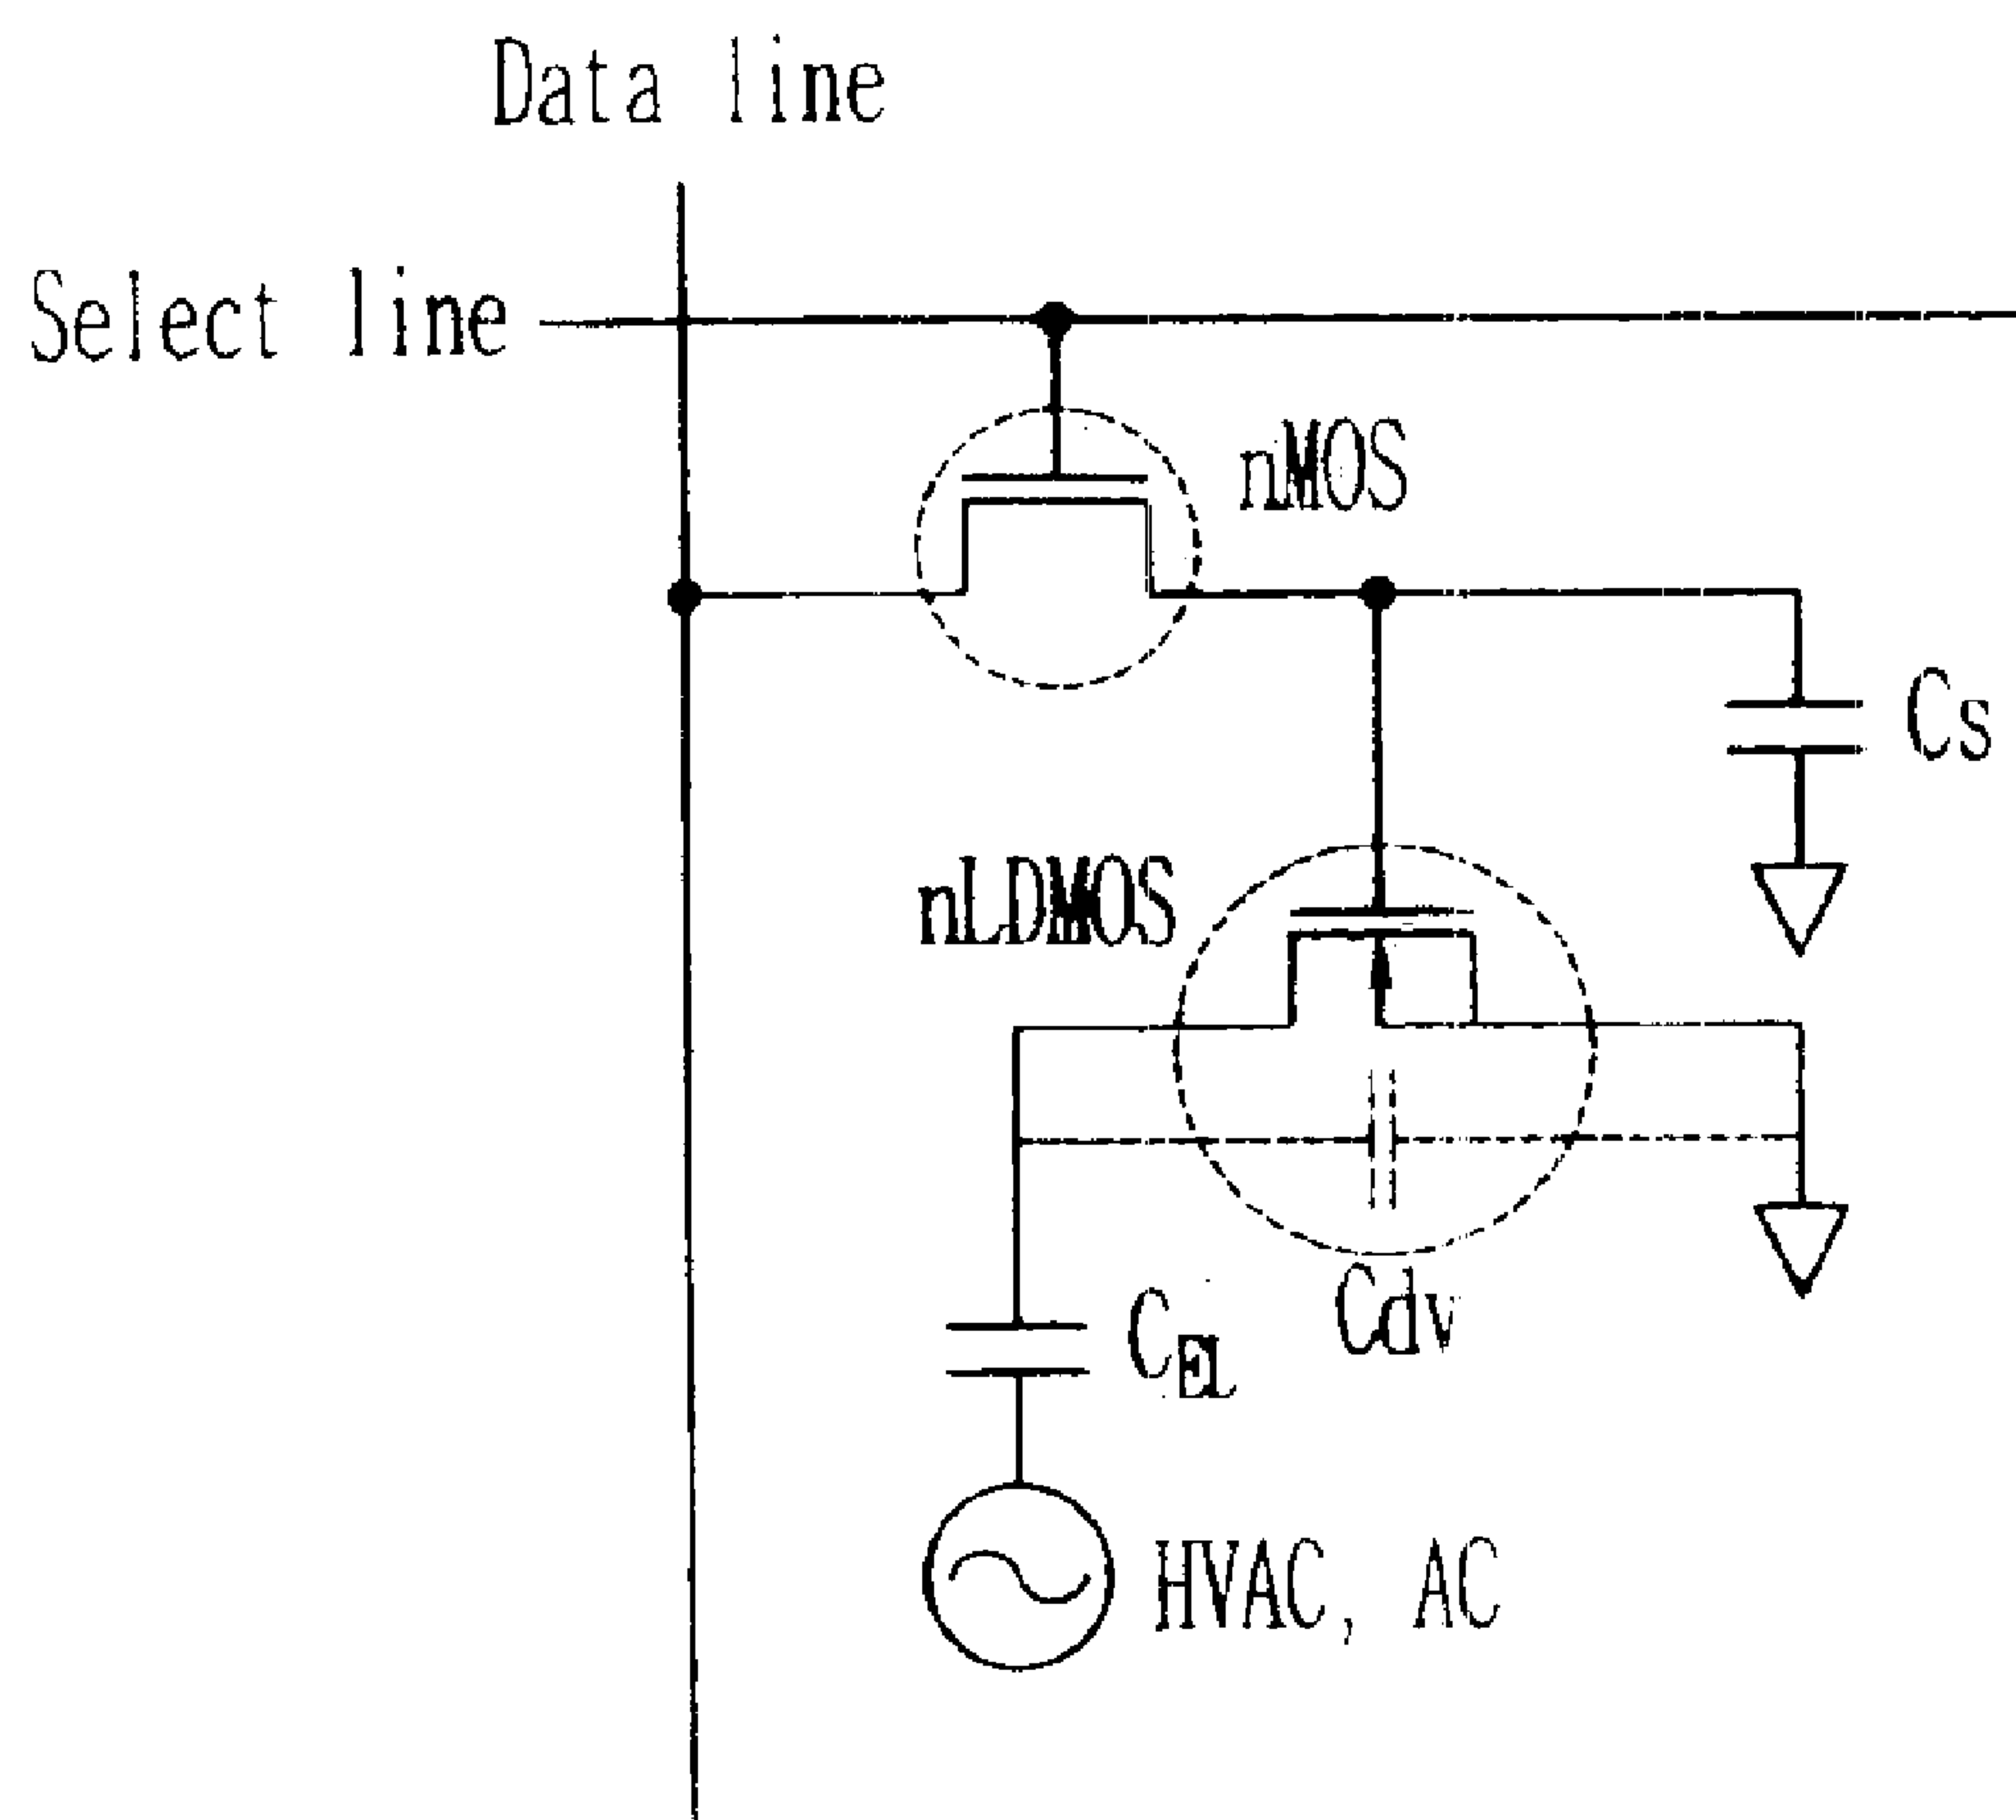 Data line
Select line
nMOS
Cs
nLDMOS
Cdv
CEL
HVAC, AC